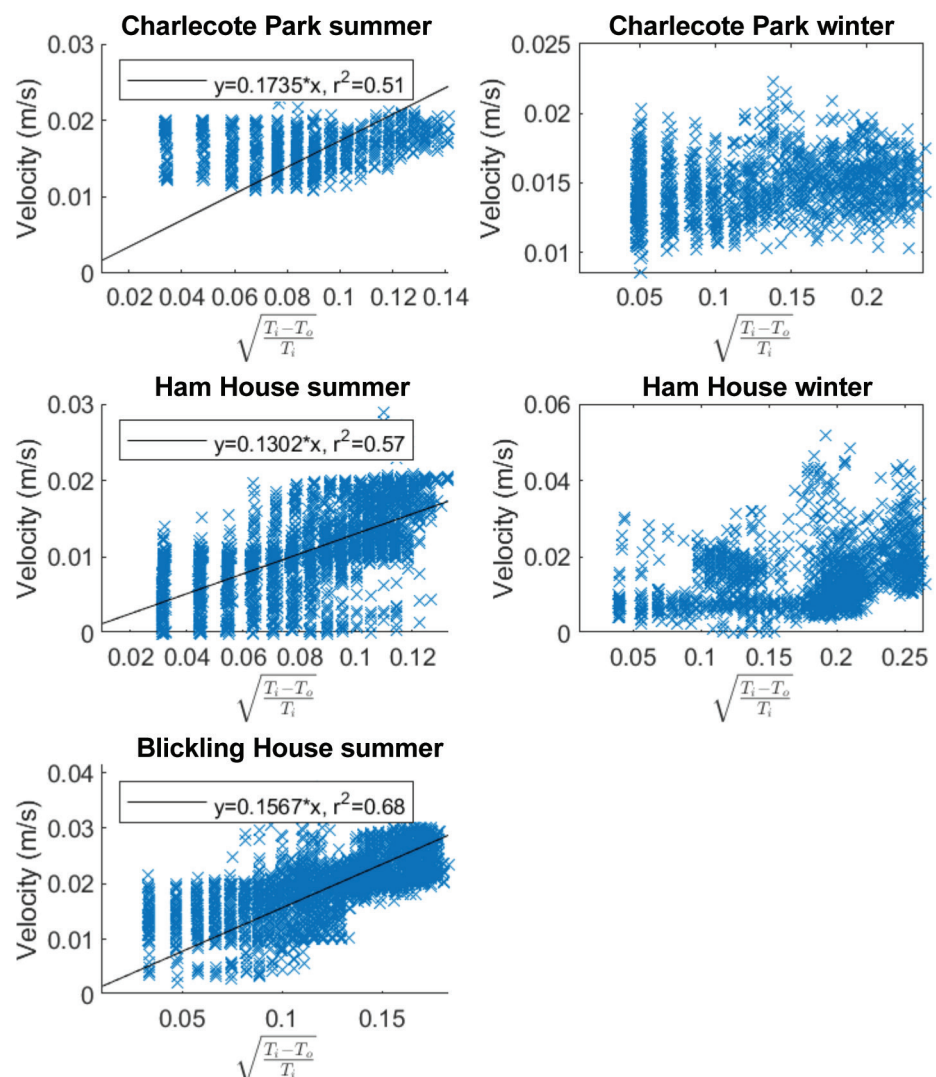 Charlecote Park summer
0.03
0.02
0.01
0
Velocity (m/s)
y=0.1735*x, r²=0.51
0.02 0.04 0.06 0.08 0.1 0.12 0.14
√((Tᵢ−Tₒ)/Tᵢ)
Charlecote Park winter
0.025
0.02
0.015
0.01
Velocity (m/s)
0.05 0.1 0.15 0.2
√((Tᵢ−Tₒ)/Tᵢ)
Ham House summer
0.03
0.02
0.01
0
Velocity (m/s)
y=0.1302*x, r²=0.57
0.02 0.04 0.06 0.08 0.1 0.12
√((Tᵢ−Tₒ)/Tᵢ)
Ham House winter
0.06
0.04
0.02
0
Velocity (m/s)
0.05 0.1 0.15 0.2 0.25
√((Tᵢ−Tₒ)/Tᵢ)
Blickling House summer
0.04
0.03
0.02
0.01
0
Velocity (m/s)
y=0.1567*x, r²=0.68
0.05 0.1 0.15
√((Tᵢ−Tₒ)/Tᵢ)